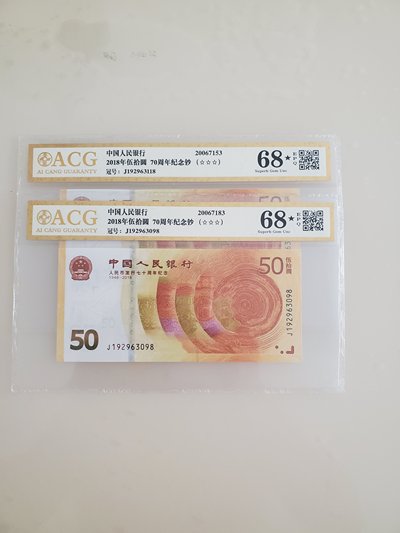 ACG
AI CANG GUARANTY
中国人民银行 20067153
2018年伍拾圆 70周年纪念钞 (☆☆☆)
冠号: J192963118
68★ EPQ
Superb Gem Unc
ACG
AI CANG GUARANTY
中国人民银行 20067183
2018年伍拾圆 70周年纪念钞 (☆☆☆)
冠号: J192963098
68★ EPQ
Superb Gem Unc
50
中国人民银行
人民币发行七十周年纪念
1948-2018
50 伍拾圆
50
J192963098
J192963098